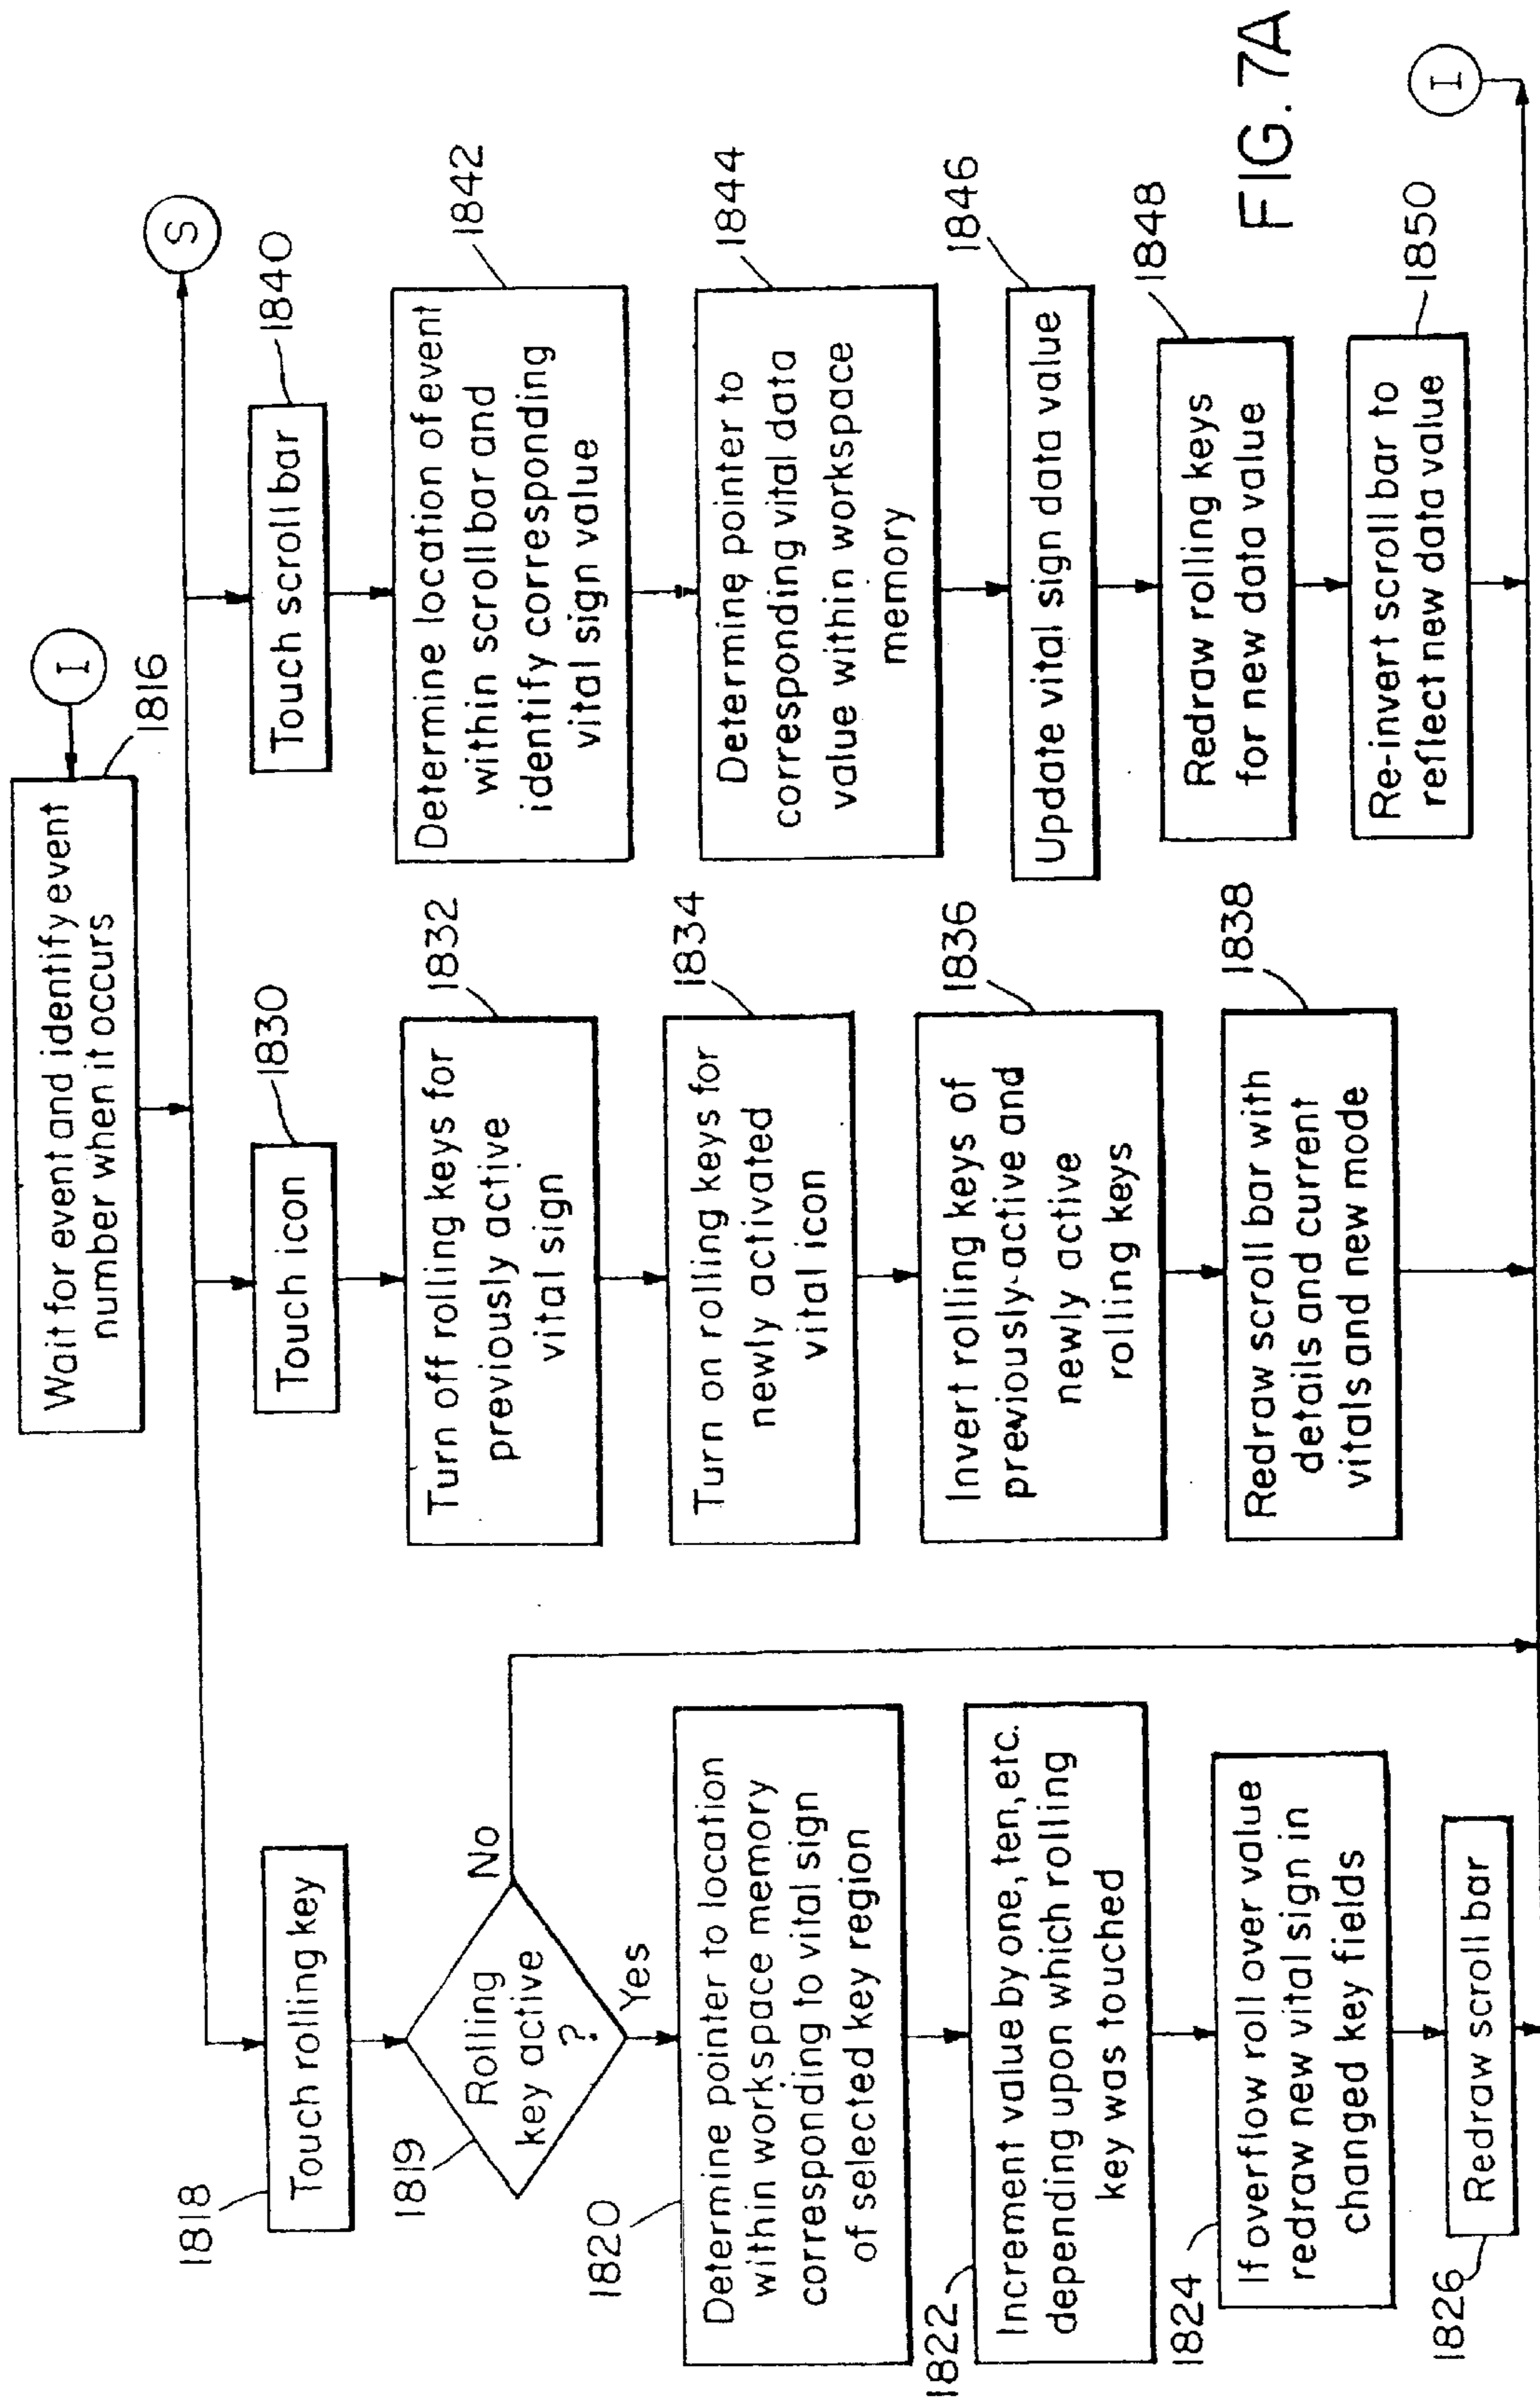 I
Wait for event and identify event
number when it occurs
1816
S
1818
Touch rolling key
1819
Rolling
key active
?
No
Yes
1820
Determine pointer to location
within workspace memory
corresponding to vital sign
of selected key region
1822
Increment value by one, ten, etc.
depending upon which rolling
key was touched
1824
If overflow roll over value
redraw new vital sign in
changed key fields
1826
Redraw scroll bar
1830
Touch icon
1832
Turn off rolling keys for
previously active
vital sign
1834
Turn on rolling keys for
newly activated
vital icon
1836
Invert rolling keys of
previously-active and
newly active
rolling keys
1838
Redraw scroll bar with
details and current
vitals and new mode
1840
Touch scroll bar
1842
Determine location of event
within scroll bar and
identify corresponding
vital sign value
1844
Determine pointer to
corresponding vital data
value within workspace
memory
1846
Update vital sign data value
1848
Redraw rolling keys
for new data value
1850
Re-invert scroll bar to
reflect new data value
I
FIG. 7A